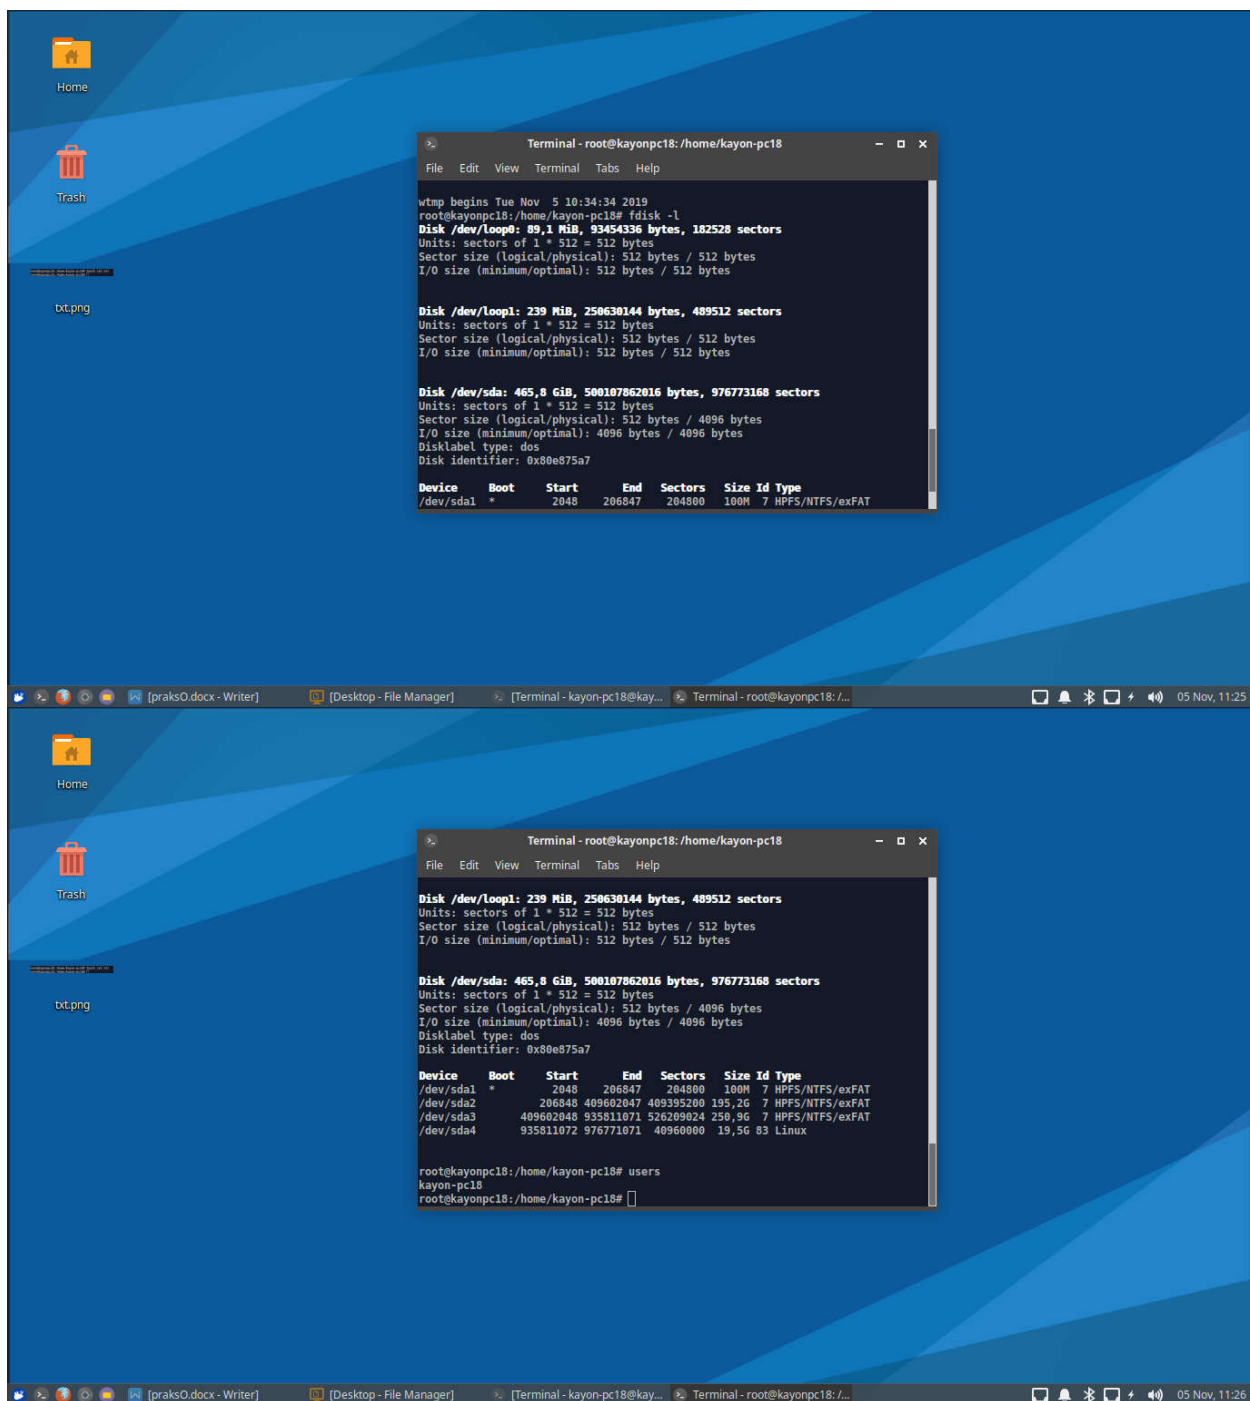 Home
Trash
txt.png
Terminal - root@kayonpc18: /home/kayon-pc18
File Edit View Terminal Tabs Help
wtmp begins Tue Nov  5 10:34:34 2019
root@kayonpc18:/home/kayon-pc18# fdisk -l
Disk /dev/loop0: 89,1 MiB, 93454336 bytes, 182528 sectors
Units: sectors of 1 * 512 = 512 bytes
Sector size (logical/physical): 512 bytes / 512 bytes
I/O size (minimum/optimal): 512 bytes / 512 bytes
Disk /dev/loop1: 239 MiB, 250630144 bytes, 489512 sectors
Units: sectors of 1 * 512 = 512 bytes
Sector size (logical/physical): 512 bytes / 512 bytes
I/O size (minimum/optimal): 512 bytes / 512 bytes
Disk /dev/sda: 465,8 GiB, 500107862016 bytes, 976773168 sectors
Units: sectors of 1 * 512 = 512 bytes
Sector size (logical/physical): 512 bytes / 4096 bytes
I/O size (minimum/optimal): 4096 bytes / 4096 bytes
Disklabel type: dos
Disk identifier: 0x80e875a7
Device Boot Start End Sectors Size Id Type
/dev/sda1 * 2048 206847 204800 100M 7 HPFS/NTFS/exFAT
[praksO.docx - Writer] [Desktop - File Manager] [Terminal - kayon-pc18@kay... Terminal - root@kayonpc18: /... 05 Nov, 11:25
Home
Trash
txt.png
Terminal - root@kayonpc18: /home/kayon-pc18
File Edit View Terminal Tabs Help
Disk /dev/loop1: 239 MiB, 250630144 bytes, 489512 sectors
Units: sectors of 1 * 512 = 512 bytes
Sector size (logical/physical): 512 bytes / 512 bytes
I/O size (minimum/optimal): 512 bytes / 512 bytes
Disk /dev/sda: 465,8 GiB, 500107862016 bytes, 976773168 sectors
Units: sectors of 1 * 512 = 512 bytes
Sector size (logical/physical): 512 bytes / 4096 bytes
I/O size (minimum/optimal): 4096 bytes / 4096 bytes
Disklabel type: dos
Disk identifier: 0x80e875a7
Device Boot Start End Sectors Size Id Type
/dev/sda1 * 2048 206847 204800 100M 7 HPFS/NTFS/exFAT
/dev/sda2 206848 409602047 409395200 195,2G 7 HPFS/NTFS/exFAT
/dev/sda3 409602048 935811071 526209024 250,9G 7 HPFS/NTFS/exFAT
/dev/sda4 935811072 976771071 40960000 19,5G 83 Linux
root@kayonpc18:/home/kayon-pc18# users
kayon-pc18
root@kayonpc18:/home/kayon-pc18#
[praksO.docx - Writer] [Desktop - File Manager] [Terminal - kayon-pc18@kay... Terminal - root@kayonpc18: /... 05 Nov, 11:26